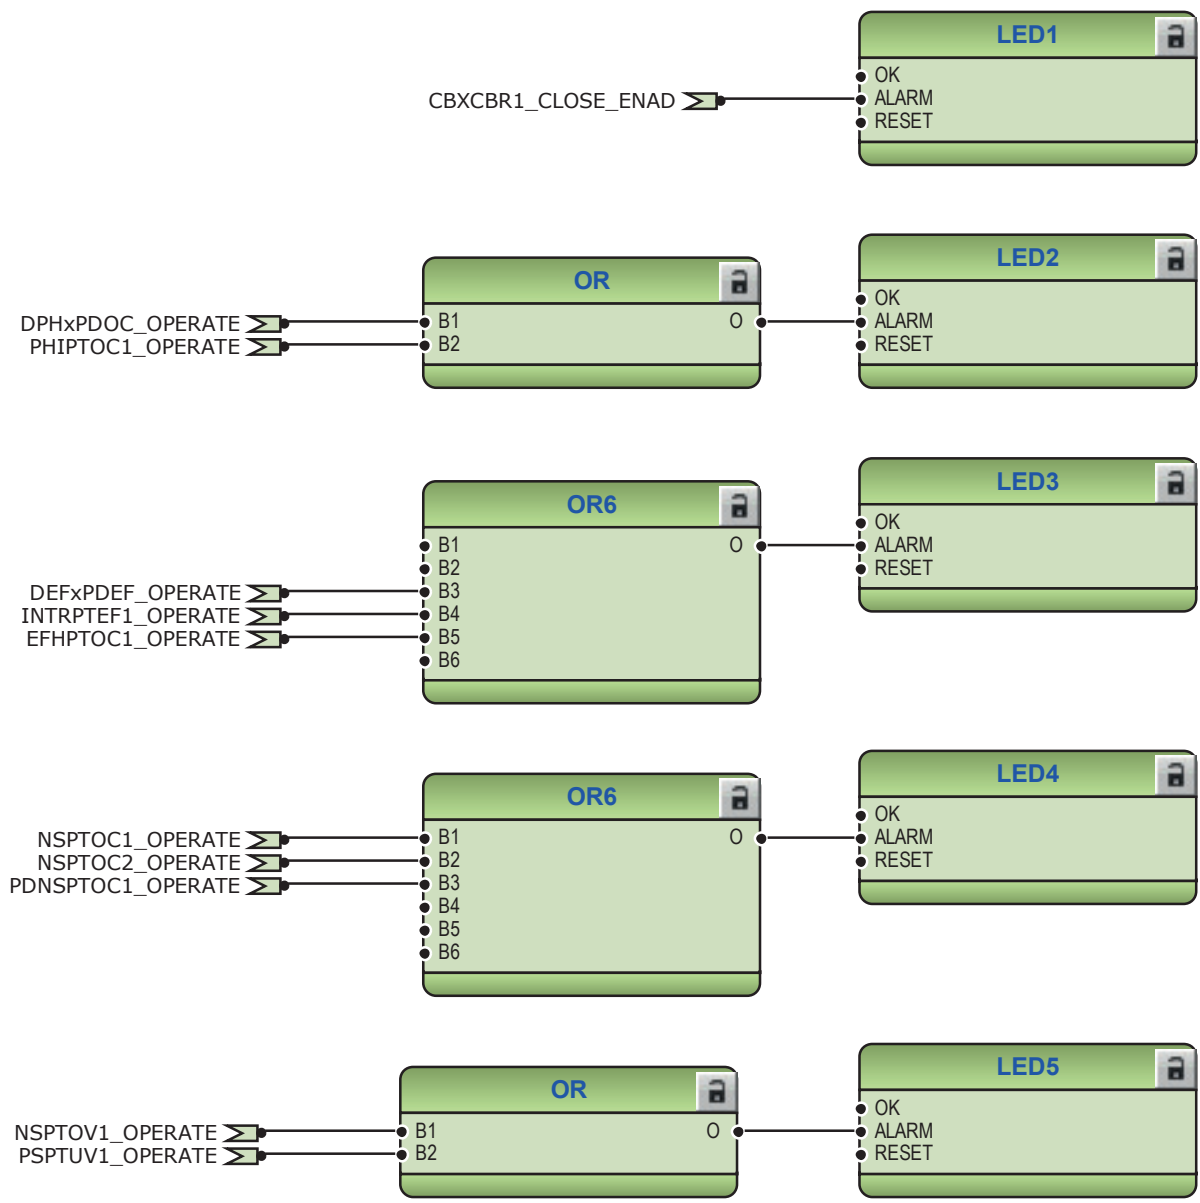 LED1
OK
CBXCBR1_CLOSE_ENAD ALARM
RESET
LED2
OR
OK
DPHxPDOC_OPERATE B1 O ALARM
PHIPTOC1_OPERATE B2 RESET
LED3
OR6
OK
B1 O ALARM
B2 RESET
DEFxPDEF_OPERATE B3
INTRPTEF1_OPERATE B4
EFHPTOC1_OPERATE B5
B6
LED4
OR6
OK
NSPTOC1_OPERATE B1 O ALARM
NSPTOC2_OPERATE B2 RESET
PDNSPTOC1_OPERATE B3
B4
B5
B6
LED5
OR
OK
NSPTOV1_OPERATE B1 O ALARM
PSPTUV1_OPERATE B2 RESET